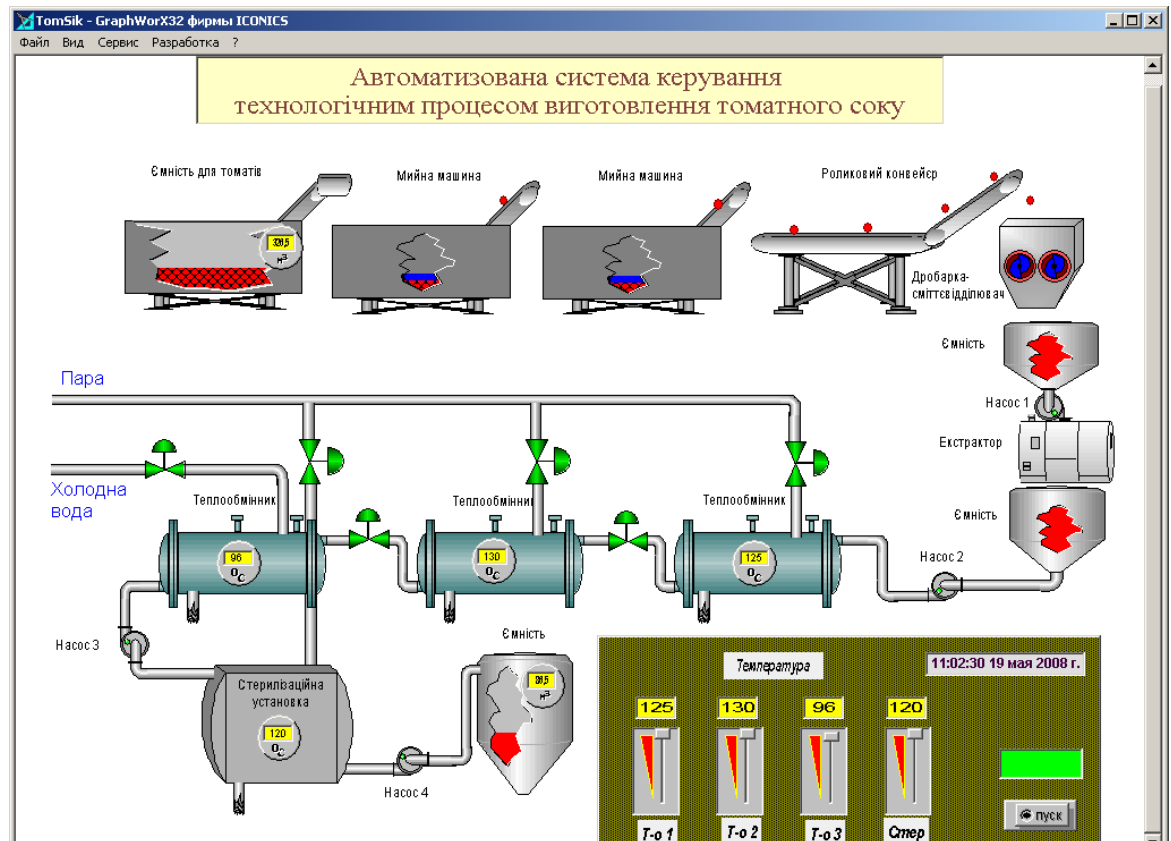 TomSik - GraphWorX32 фирмы ICONICS
Файл Вид Сервис Разработка ?
Автоматизована система керування
технологічним процесом виготовлення томатного соку
Ємність для томатів
Мийна машина
Мийна машина
Роликовий конвейєр
м3
Дробарка-
сміттєвідділювач
Ємність
Пара
Насос 1
Екстрактор
Холодна
вода
Теплообмінник
Теплообмінник
Теплообмінник
Ємність
96
0C
130
0C
125
0C
Насос 2
Насос 3
Ємність
Температура
11:02:30 19 мая 2008 г.
Стерилізаційна
установка
120
0C
м3
125
130
96
120
Насос 4
пуск
Т-о 1
Т-о 2
Т-о 3
Стер